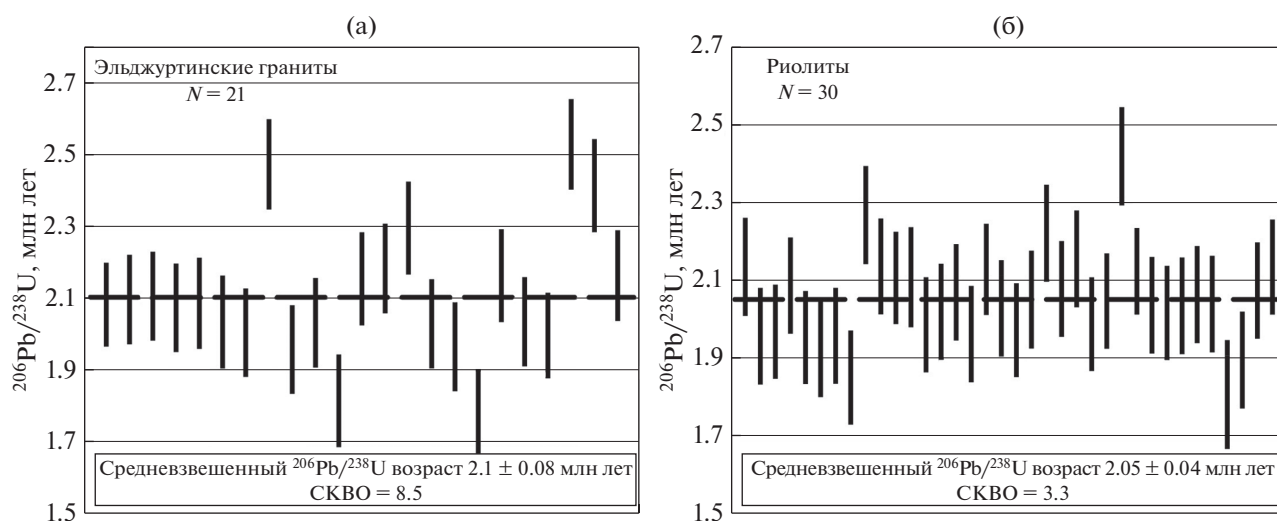 (а)
2.7
2.5
2.3
2.1
1.9
1.7
1.5
²⁰⁶Pb/²³⁸U, млн лет
Эльджуртинские граниты
N = 21
Средневзвешенный ²⁰⁶Pb/²³⁸U возраст 2.1 ± 0.08 млн лет
СКВО = 8.5
(б)
2.7
2.5
2.3
2.1
1.9
1.7
1.5
²⁰⁶Pb/²³⁸U, млн лет
Риолиты
N = 30
Средневзвешенный ²⁰⁶Pb/²³⁸U возраст 2.05 ± 0.04 млн лет
СКВО = 3.3